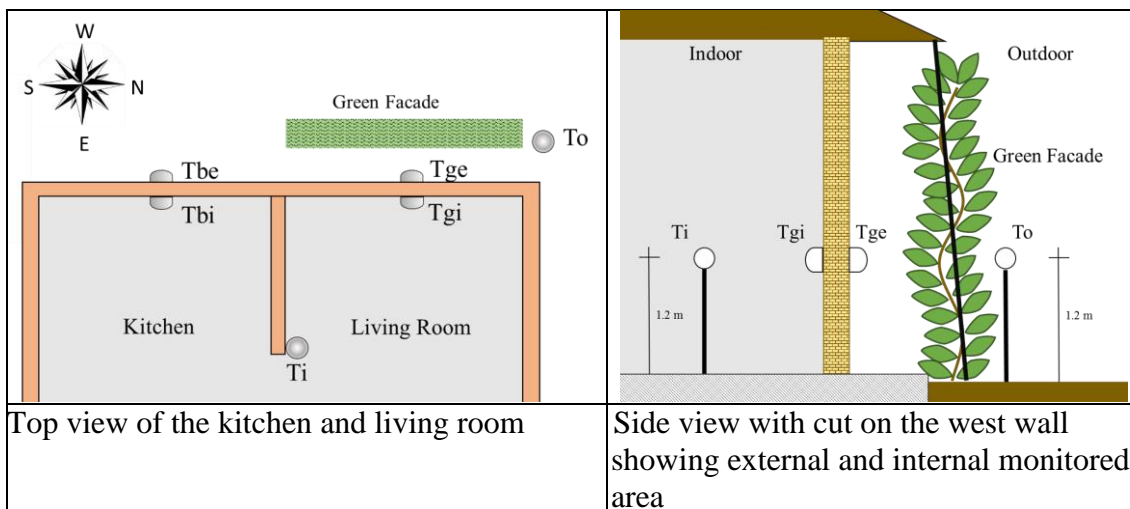 W
S N
E
Green Facade
To
Tbe Tge
Tbi Tgi
Kitchen Living Room
Ti
Top view of the kitchen and living room
Indoor Outdoor
Green Facade
Ti Tgi Tge To
1.2 m 1.2 m
Side view with cut on the west wall
showing external and internal monitored
area